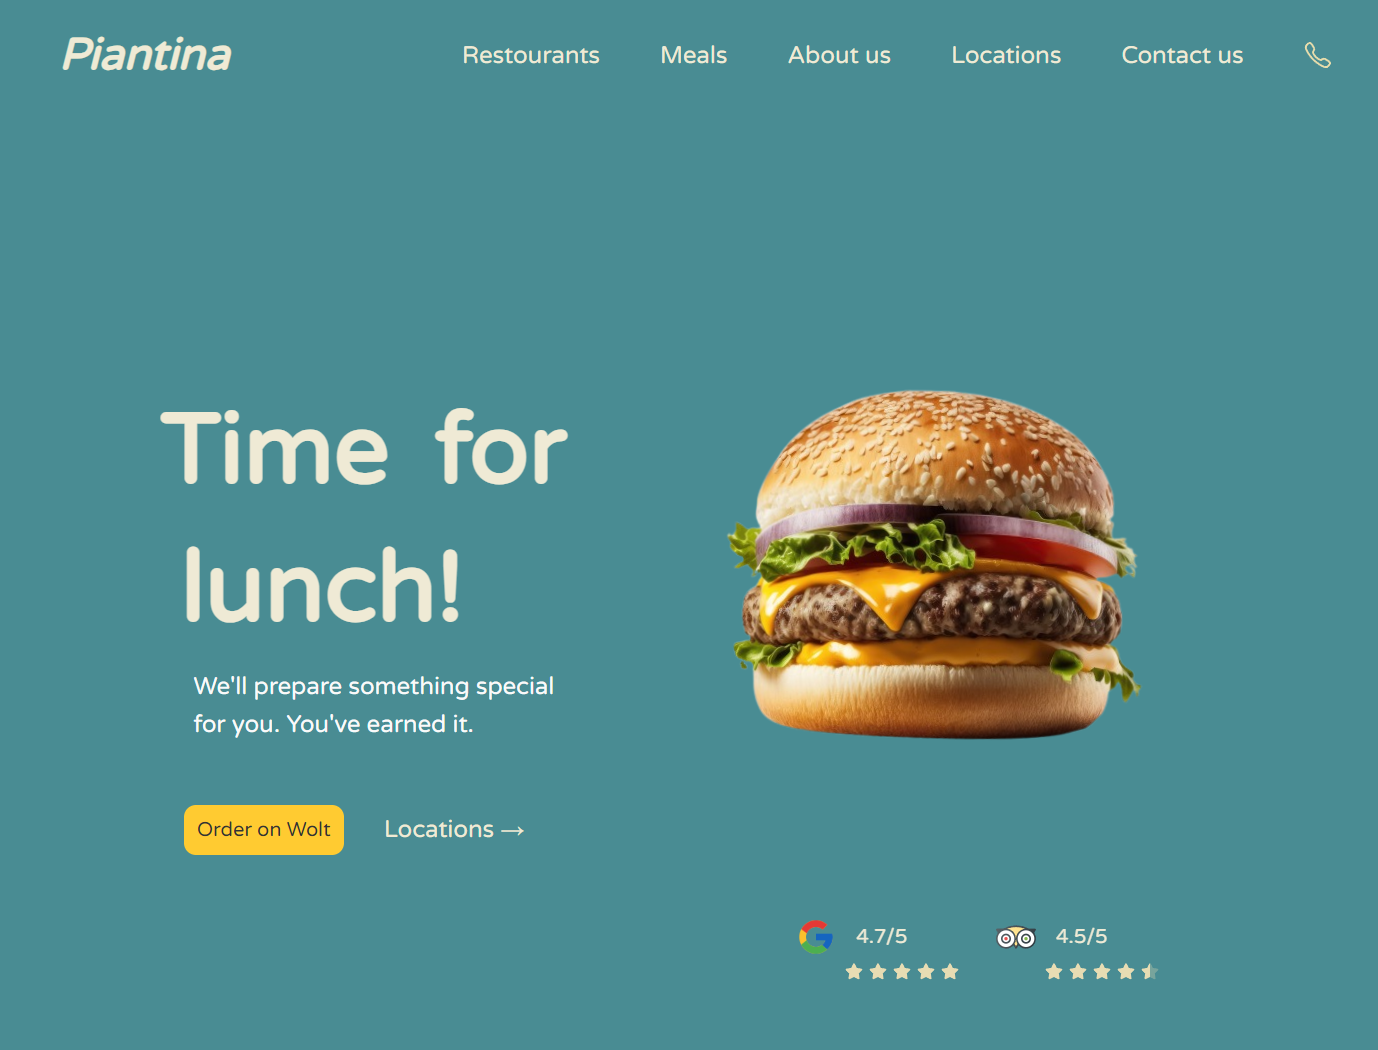 Piantina
Restourants
Meals
About us
Locations
Contact us
Time for
lunch!
We'll prepare something special
for you. You've earned it.
Order on Wolt
Locations →
4.7/5
4.5/5